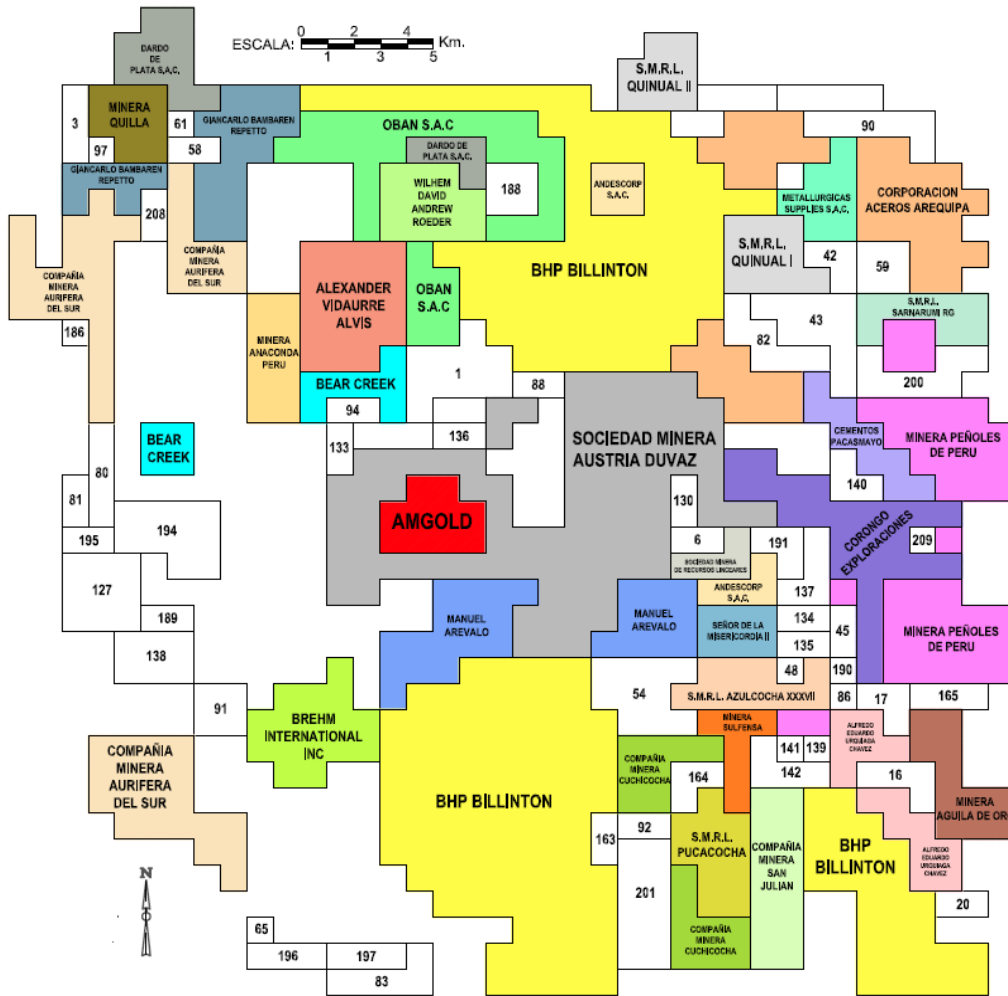 ESCALA:
0 2 4
Km.
1 3 5
DARDO
DE
PLATA S.A.C.
S.M.R.L.
QUINUAL II
3
MINERA
QUILLA
61
GIANCARLO BAMBAREN
REPETTO
OBAN S.A.C
90
97
58
DARDO DE
PLATA S.A.C.
GIANCARLO BAMBAREN
REPETTO
WILHEM
DAVID
ANDREW
ROEDER
188
ANDESCORP
S.A.C.
METALLURGICAS
SUPPLIES S.A.C.
CORPORACION
ACEROS AREQUIPA
208
COMPAÑIA
MINERA
AURIFERA
DEL SUR
COMPAÑIA
MINERA
AURIFERA
DEL SUR
S.M.R.L.
QUINUAL I
42
59
BHP BILLINTON
ALEXANDER
VIDAURRE
ALVIS
OBAN
S.A.C
186
MINERA
ANACONDA
PERU
43
82
S.M.R.L.
SARNARUMI RG
1
88
200
BEAR CREEK
94
133
136
BEAR
CREEK
SOCIEDAD MINERA
AUSTRIA DUVAZ
CEMENTOS
PACASMAYO
MINERA PEÑOLES
DE PERU
80
81
140
130
194
AMGOLD
195
6
191
CORONGO
EXPLORACIONES
209
SOCIEDAD MINERA
DE RECURSOS LINCEARES
127
ANDESCORP
S.A.C.
137
189
MANUEL
AREVALO
MANUEL
AREVALO
SEÑOR DE LA
MISERICORDIA II
134
135
45
MINERA PEÑOLES
DE PERU
138
48
190
54
S.M.R.L. AZULCOCHA XXXVII
86
17
165
91
BREHM
INTERNATIONAL
INC
MINERA
SULFENSA
ALFREDO
EDUARDO
URQUIAGA
CHAVEZ
COMPAÑIA
MINERA
AURIFERA
DEL SUR
141
139
COMPAÑIA
MINERA
CUCHICOCHA
164
142
16
BHP BILLINTON
MINERA
AGUILA DE ORO
163
92
S.M.R.L.
PUCACOCHA
COMPAÑIA
MINERA
SAN
JULIAN
BHP
BILLINTON
ALFREDO
EDUARDO
URQUIAGA
CHAVEZ
N
201
20
65
COMPAÑIA
MINERA
CUCHICOCHA
196
197
83